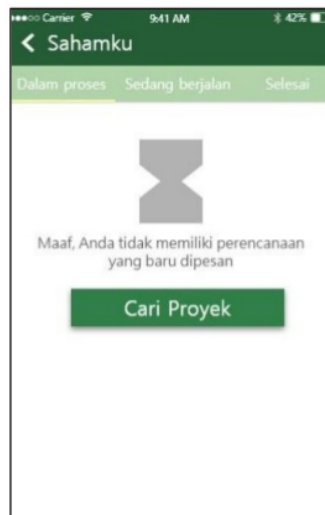 Carrier 9:41 AM 42%
Sahamku
Dalam proses Sedang berjalan Selesai
Maaf, Anda tidak memiliki perencanaan
yang baru dipesan
Cari Proyek